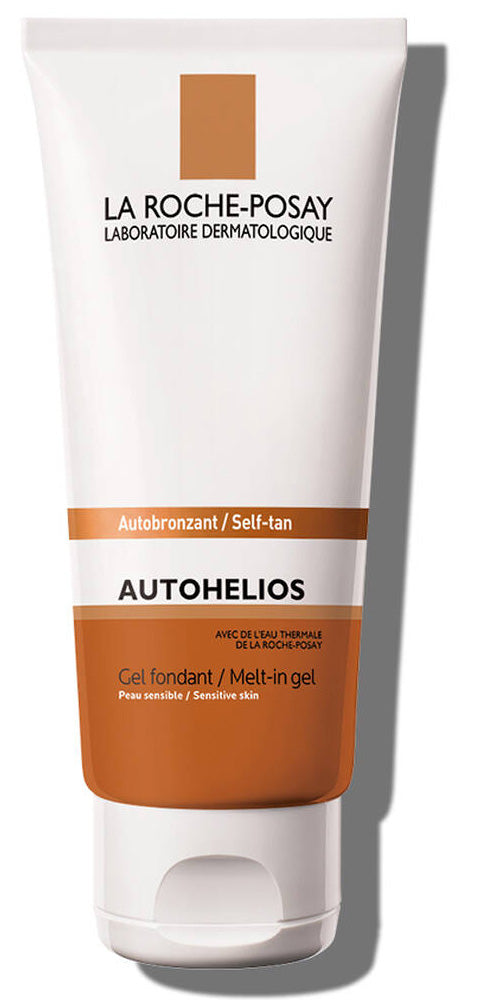 LA ROCHE-POSAY
LABORATOIRE DERMATOLOGIQUE
Autobronzant / Self-tan
AUTOHELIOS
AVEC DE L'EAU THERMALE
DE LA ROCHE-POSAY
Gel fondant / Melt-in gel
Peau sensible / Sensitive skin